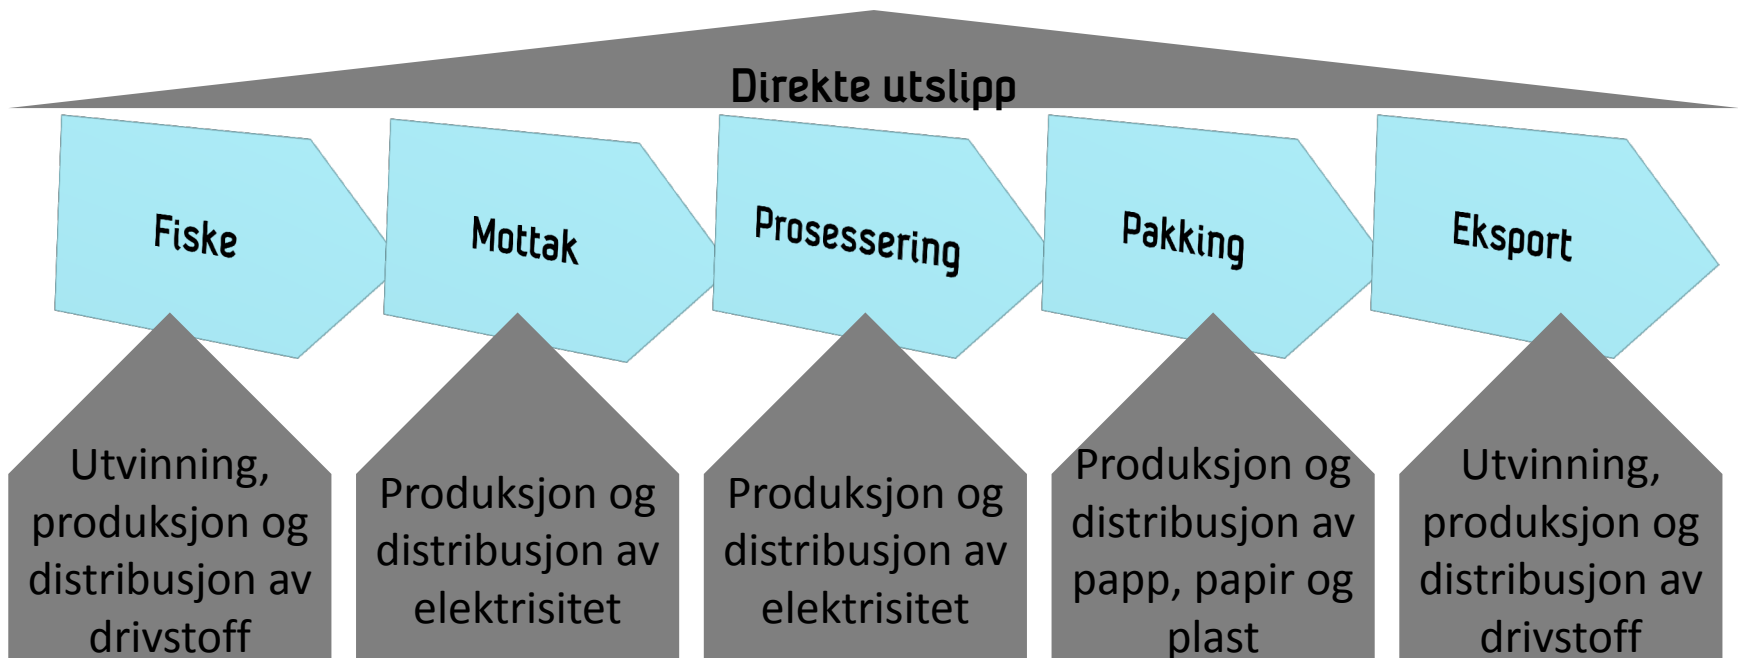 Direkte utslipp
Fiske
Mottak
Prosessering
Pakking
Eksport
Utvinning,
produksjon og
distribusjon av
drivstoff
Produksjon og
distribusjon av
elektrisitet
Produksjon og
distribusjon av
elektrisitet
Produksjon og
distribusjon av
papp, papir og
plast
Utvinning,
produksjon og
distribusjon av
drivstoff